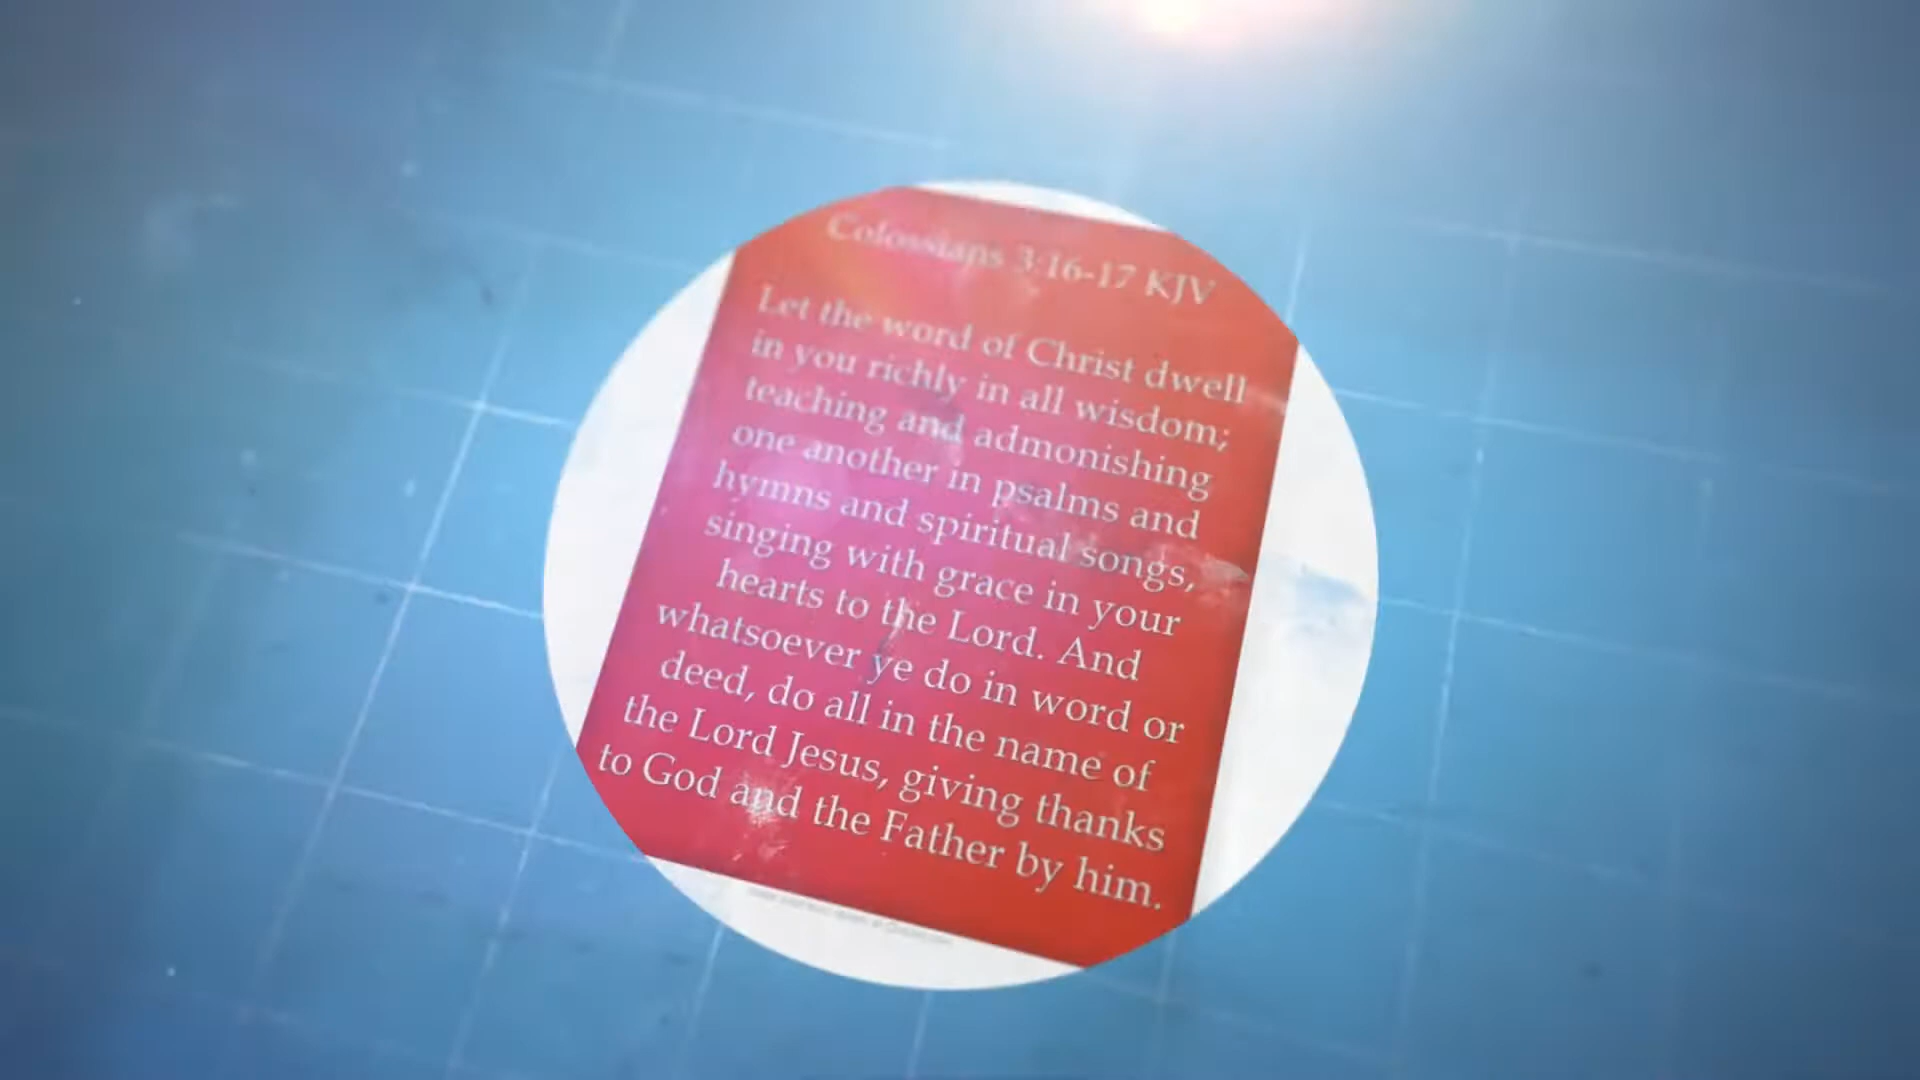 Colossians 3:16-17 KJV
Let the word of Christ dwell
in you richly in all wisdom;
teaching and admonishing
one another in psalms and
hymns and spiritual songs,
singing with grace in your
hearts to the Lord. And
whatsoever ye do in word or
deed, do all in the name of
the Lord Jesus, giving thanks
to God and the Father by him.